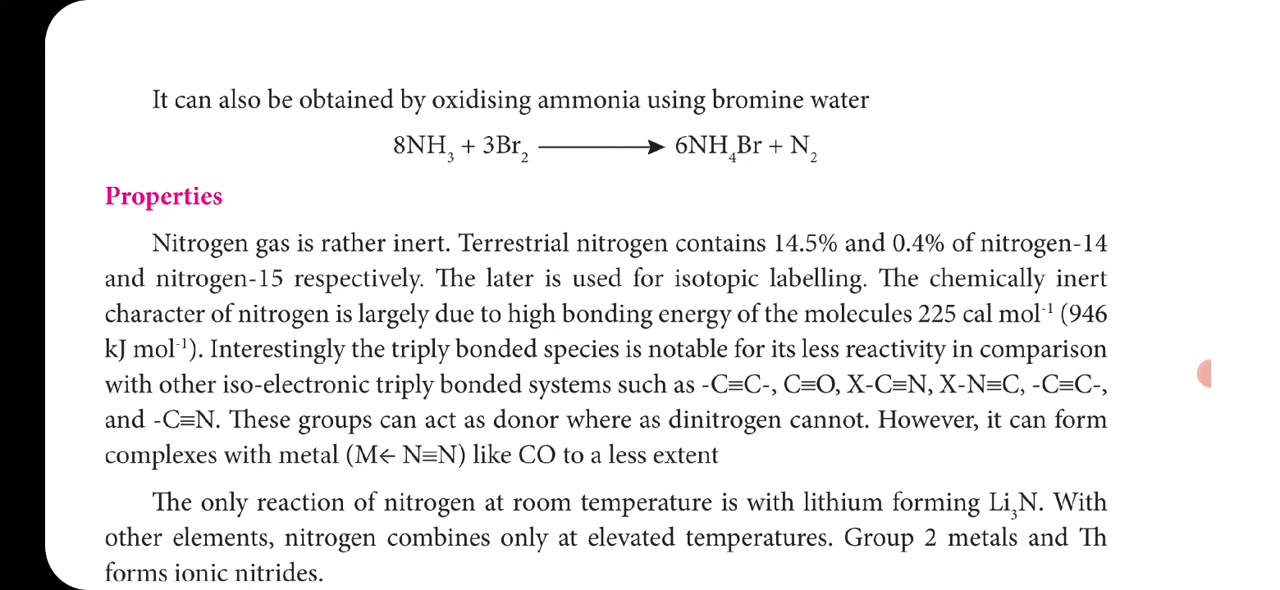 It can also be obtained by oxidising ammonia using bromine water
8NH₃ + 3Br₂ ⟶ 6NH₄Br + N₂
Properties
Nitrogen gas is rather inert. Terrestrial nitrogen contains 14.5% and 0.4% of nitrogen-14
and nitrogen-15 respectively. The later is used for isotopic labelling. The chemically inert
character of nitrogen is largely due to high bonding energy of the molecules 225 cal mol⁻¹ (946
kJ mol⁻¹). Interestingly the triply bonded species is notable for its less reactivity in comparison
with other iso-electronic triply bonded systems such as -C≡C-, C≡O, X-C≡N, X-N≡C, -C≡C-,
and -C≡N. These groups can act as donor where as dinitrogen cannot. However, it can form
complexes with metal (M← N≡N) like CO to a less extent
The only reaction of nitrogen at room temperature is with lithium forming Li₃N. With
other elements, nitrogen combines only at elevated temperatures. Group 2 metals and Th
forms ionic nitrides.